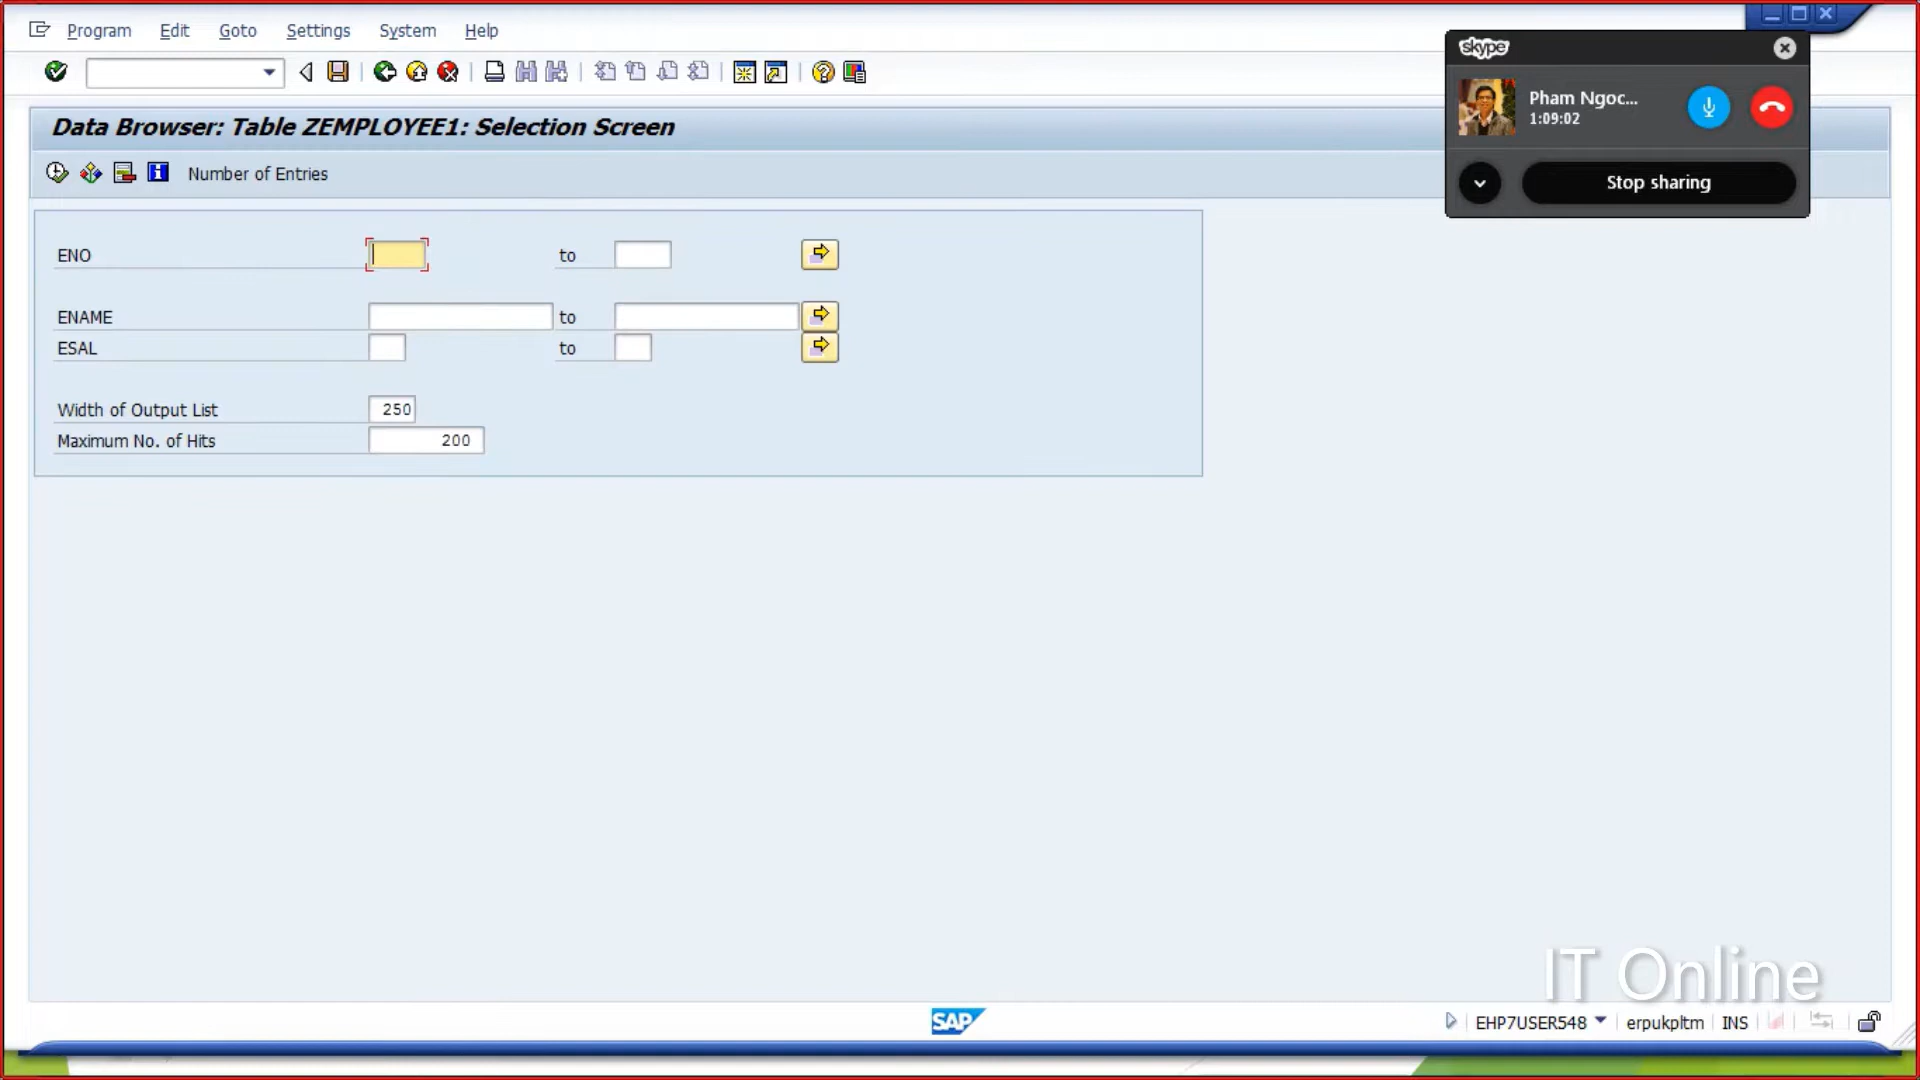 Program Edit Goto Settings System Help
Data Browser: Table ZEMPLOYEE1: Selection Screen
Number of Entries
ENO to
ENAME to
ESAL to
Width of Output List 250
Maximum No. of Hits 200
skype
Pham Ngoc...
1:09:02
Stop sharing
IT Online
SAP
EHP7USER548 erpukpltm INS